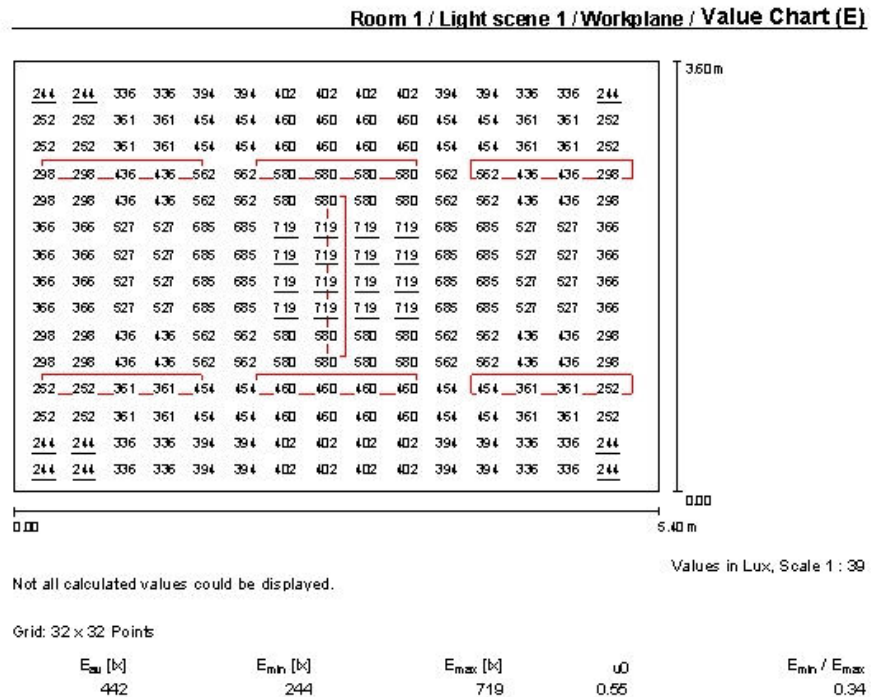 Room 1 / Light scene 1 / Workplane / Value Chart (E)
3.60 m
244 244 336 336 394 394 402 402 402 402 394 394 336 336 244
252 252 361 361 454 454 460 460 460 460 454 454 361 361 252
252 252 361 361 454 454 460 460 460 460 454 454 361 361 252
298 298 436 436 562 562 580 580 580 580 562 562 436 436 298
298 298 436 436 562 562 580 580 580 580 562 562 436 436 298
366 366 527 527 685 685 719 719 719 719 685 685 527 527 366
366 366 527 527 685 685 719 719 719 719 685 685 527 527 366
366 366 527 527 685 685 719 719 719 719 685 685 527 527 366
366 366 527 527 685 685 719 719 719 719 685 685 527 527 366
298 298 436 436 562 562 580 580 580 580 562 562 436 436 298
298 298 436 436 562 562 580 580 580 580 562 562 436 436 298
252 252 361 361 454 454 460 460 460 460 454 454 361 361 252
252 252 361 361 454 454 460 460 460 460 454 454 361 361 252
244 244 336 336 394 394 402 402 402 402 394 394 336 336 244
244 244 336 336 394 394 402 402 402 402 394 394 336 336 244
0.00
0.00 5.40 m
Values in Lux, Scale 1 : 39
Not all calculated values could be displayed.
Grid: 32 x 32 Points
Eav [lx] Emin [lx] Emax [lx] u0 Emin / Emax
442 244 719 0.55 0.34